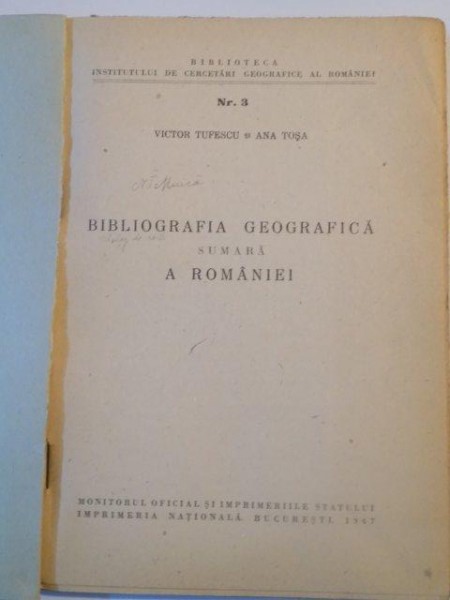 BIBLIOTECA
INSTITUTULUI DE CERCETĂRI GEOGRAFICE AL ROMÂNIEI
Nr. 3
VICTOR TUFESCU și ANA TOȘA
BIBLIOGRAFIA GEOGRAFICĂ
SUMARĂ
A ROMÂNIEI
MONITORUL OFICIAL ȘI IMPRIMERIILE STATULUI
IMPRIMERIA NAȚIONALĂ, BUCUREȘTI, 1947